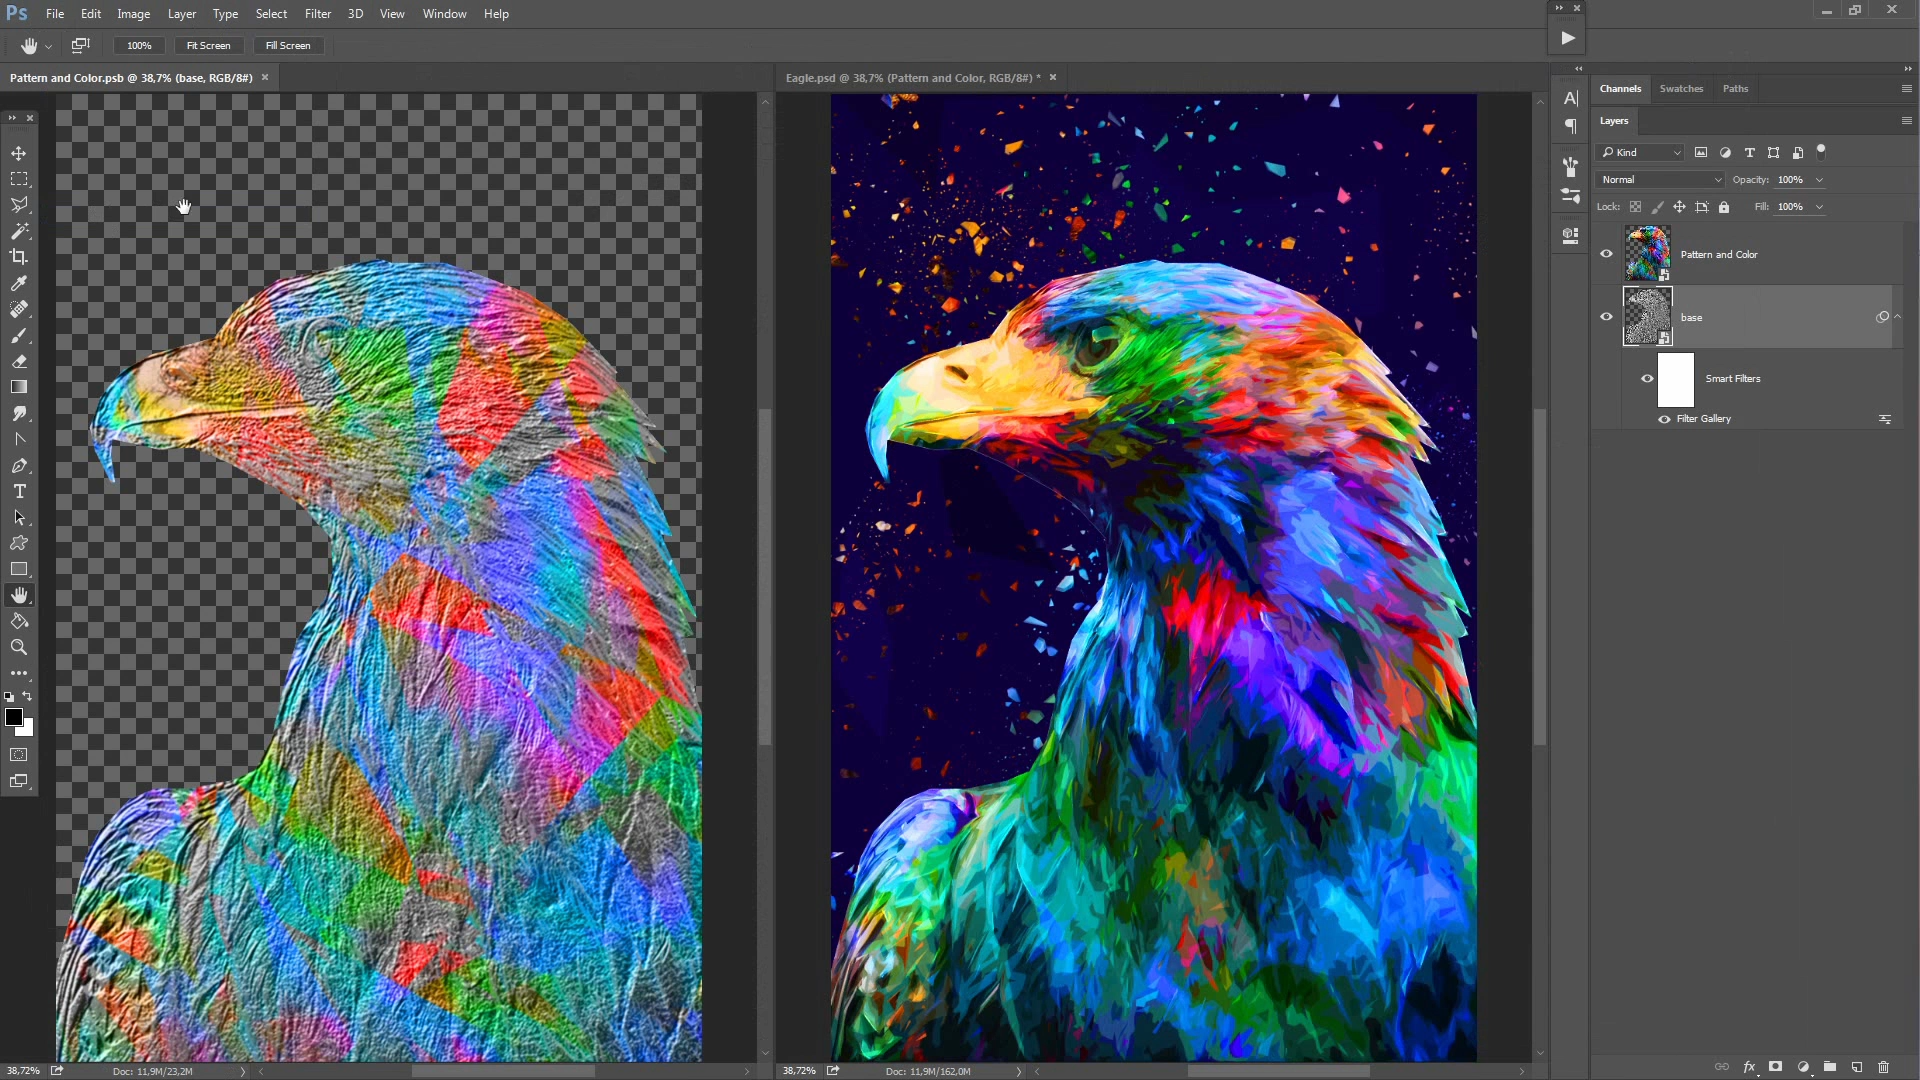 Ps File Edit Image Layer Type Select Filter 3D View Window Help
100% Fit Screen Fill Screen
Pattern and Color.psb @ 38,7% (base, RGB/8#)
Eagle.psd @ 38,7% (Pattern and Color, RGB/8#) *
Channels Swatches Paths
Layers
Kind
Normal Opacity: 100%
Lock: Fill: 100%
Pattern and Color
base
Smart Filters
Filter Gallery
38,72% Doc: 11,9M/23,2M
38,72% Doc: 11,9M/162,0M
fx